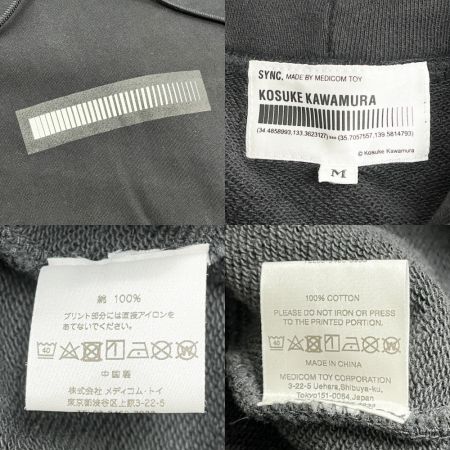 SYNC. MADE BY MEDICOM TOY
KOSUKE KAWAMURA
(34.4858993,133.3623127) (35.7057557,139.5814793)
© Kosuke Kawamura
M
綿 100%
プリント部分には直接アイロンを
あてないでください。
40
中国製
株式会社 メディコム・トイ
東京都渋谷区上原3-22-5
100% COTTON
PLEASE DO NOT IRON OR PRESS
TO THE PRINTED PORTION.
40
MADE IN CHINA
MEDICOM TOY CORPORATION
3-22-5 Uehara,Shibuya-ku,
Tokyo151-0064,Japan